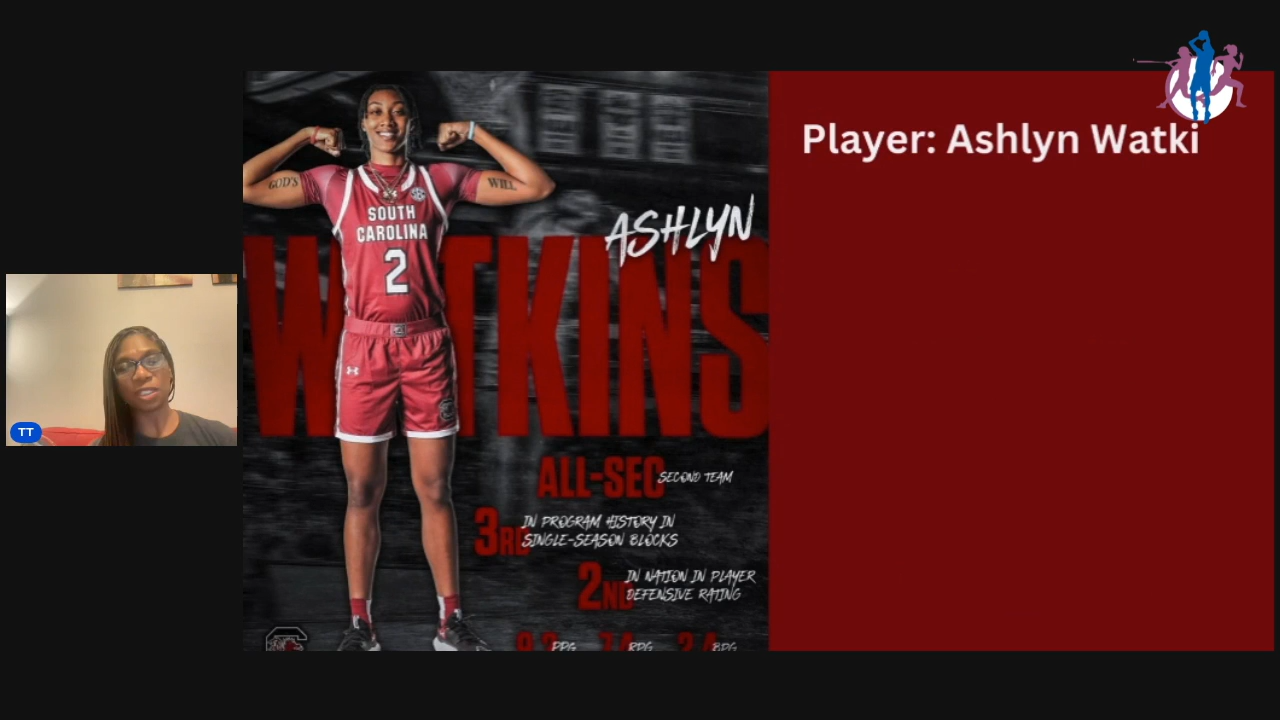 Player: Ashlyn Watki
GOD'S
WILL
SEC
SOUTH
CAROLINA
2
ASHLYN
WATKINS
ALL-SEC SECOND TEAM
3RD IN PROGRAM HISTORY IN
SINGLE-SEASON BLOCKS
2ND IN NATION IN PLAYER
DEFENSIVE RATING
PPG
RPG
BPG
TT